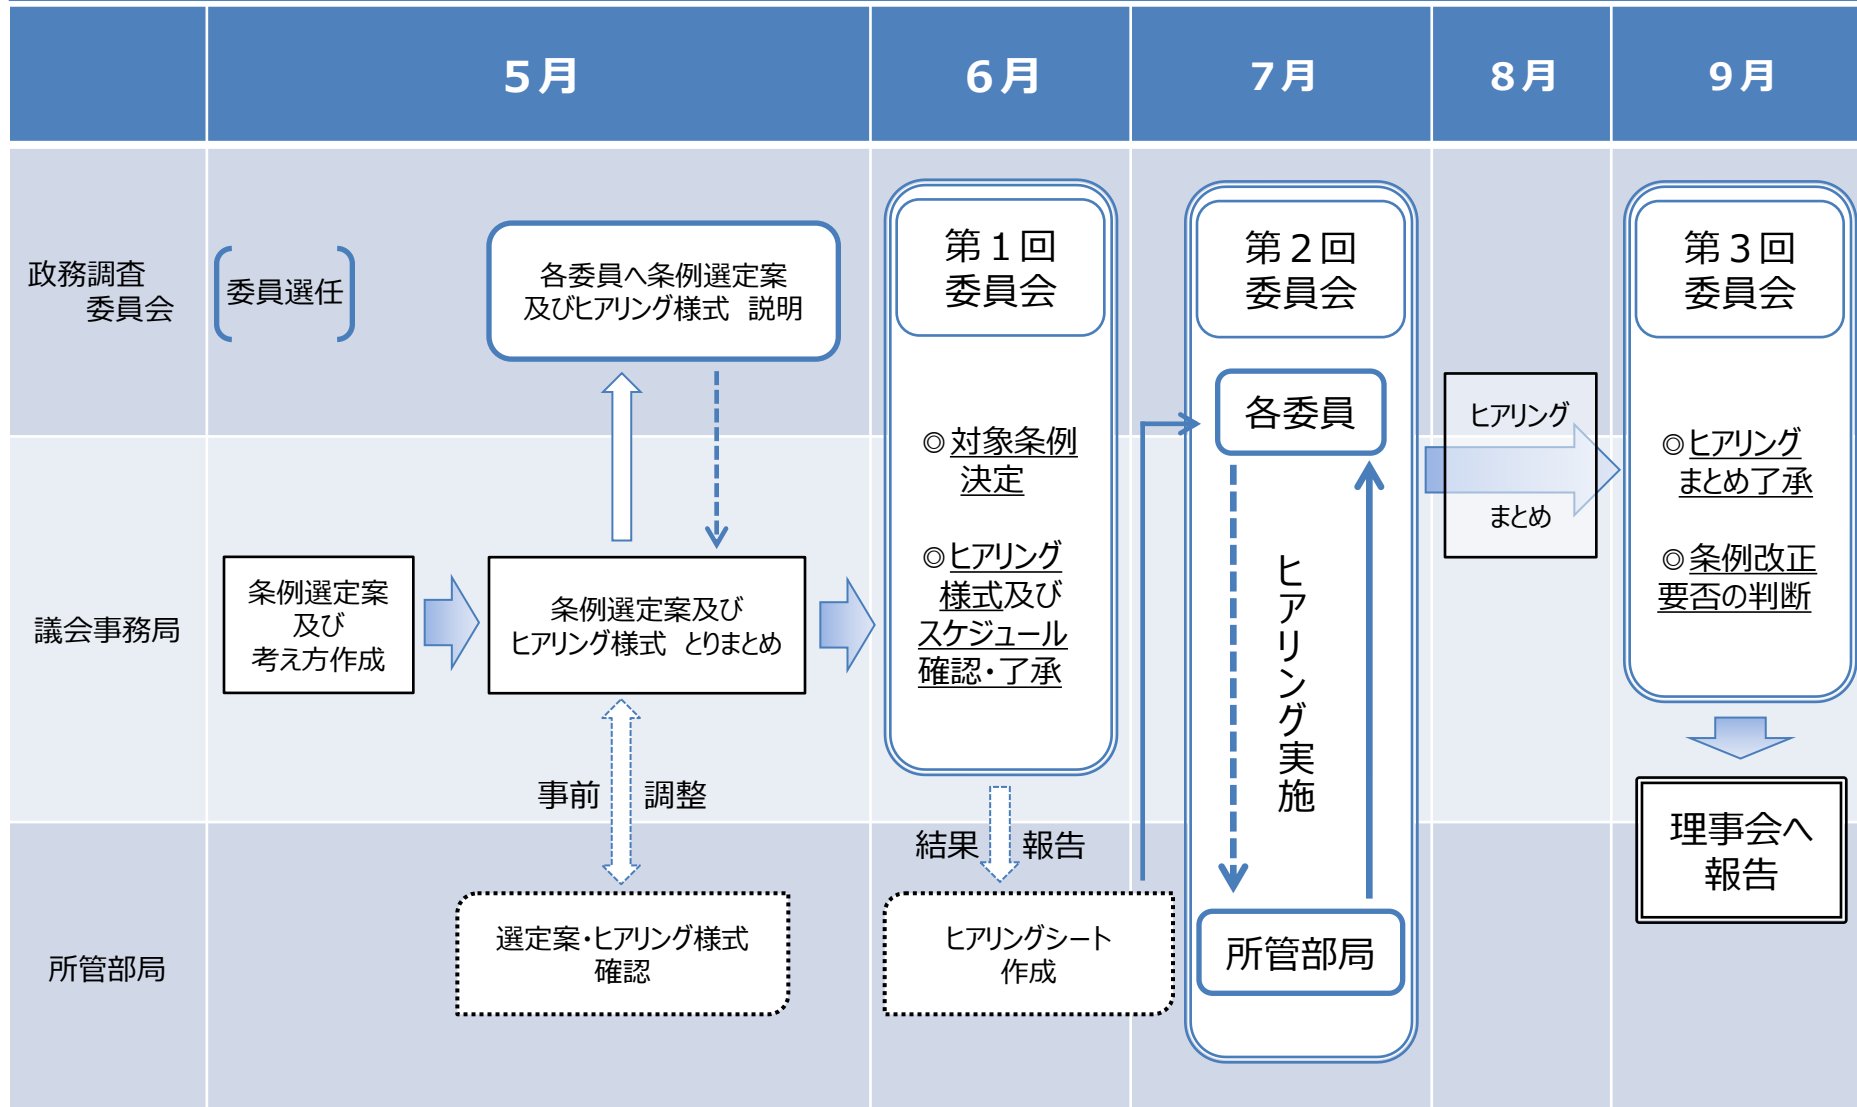 5月
6月
7月
8月
9月
政務調査
委員会
委員選任
各委員へ条例選定案
及びヒアリング様式　説明
第１回
委員会
◎対象条例
決定
◎ヒアリング
様式及び
スケジュール
確認・了承
第２回
委員会
各委員
ヒアリング実施
所管部局
ヒアリング
まとめ
第３回
委員会
◎ヒアリング
まとめ了承
◎条例改正
要否の判断
議会事務局
条例選定案
及び
考え方作成
条例選定案及び
ヒアリング様式　とりまとめ
事前　調整
結果　報告
理事会へ
報告
所管部局
選定案・ヒアリング様式
確認
ヒアリングシート
作成